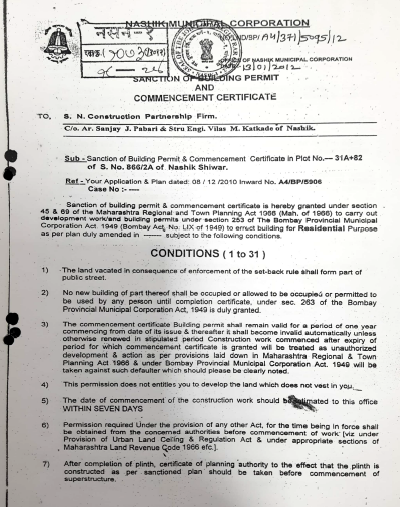 NASHIK MUNICIPAL CORPORATION
/BP/A4/371/5095/12
OFFICE OF NASHIK MUNICIPAL CORPORATION
DATE:- 13/01/2012
SANCTION OF BUILDING PERMIT
AND
COMMENCEMENT CERTIFICATE
TO, S. N. Construction Partnership Firm.
C/o. Ar. Sanjay J. Pabari & Stru Engi. Vilas M. Katkade of Nashik.
Sub - Sanction of Building Permit & Commencement Certificate in Plot No.— 31A+82
of S. No. 866/2A of Nashik Shiwar.
Ref - Your Application & Plan dated: 08 / 12 /2010 Inward No. A4/BP/5906
Case No :- ----
Sanction of building permit & commencement certificate is hereby granted under section
45 & 69 of the Maharashtra Regional and Town Planning Act 1966 (Mah. of 1966) to carry out
development work/and building permits under section 253 of The Bombay Provincial Municipal
Corporation Act. 1949 (Bombay Act, No. LIX of 1949) to errect building for Residential Purpose
as per plan duly amended in ------- subject to the following conditions.
CONDITIONS ( 1 to 31 )
1) The land vacated in consequence of enforcement of the set-back rule shall form part of
public street.
2) No new building of part thereof shall be occupied or allowed to be occupied or permitted to
be used by any person until completion certificate, under sec. 263 of the Bombay
Provincial Municipal Corporation Act, 1949 is duly granted.
3) The commencement certificate Building permit shall remain valid for a period of one year
commencing from date of its issue & thereafter it shall become invalid automatically unless
otherwise renewed in stipulated period Construction work commenced after expiry of
period for which commencement certificate is granted will be treated as unauthorized
development & action as per provisions laid down in Maharashtra Regional & Town
Planning Act 1966 & under Bombay Provincial Municipal Corporation Act. 1949 will be
taken against such defaulter which should please be clearly noted.
4) This permission does not entitles you to develop the land which does not vest in you.
5) The date of commencement of the construction work should be intimated to this office
WITHIN SEVEN DAYS
6) Permission required Under the provision of any other Act, for the time being in force shall
be obtained from the concerned authorities before commencement of work [viz under
Provision of Urban Land Ceiling & Regulation Act & under appropriate sections of
Maharashtra Land Revenue Code 1966 etc.].
7) After completion of plinth, certificate of planning authority to the effect that the plinth is
constructed as per sanctioned plan should be taken before commencement of
superstructure.